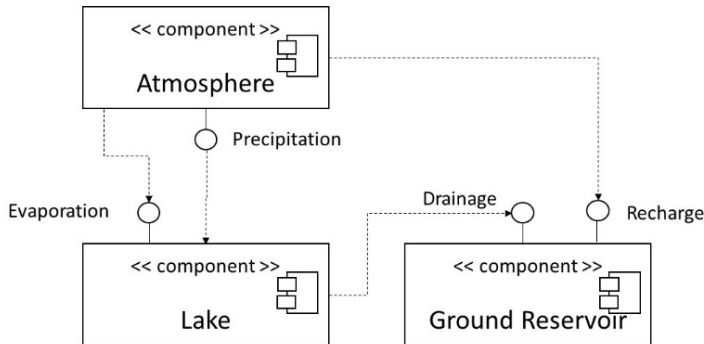 << component >>
Atmosphere
Precipitation
Evaporation
Drainage
Recharge
<< component >>
Lake
<< component >>
Ground Reservoir